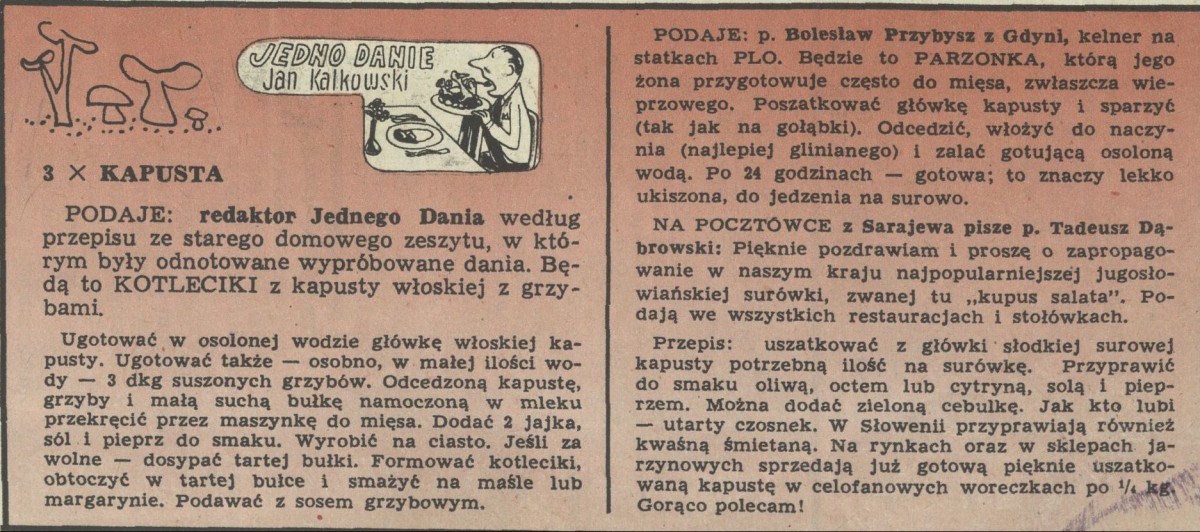 JEDNO DANIE
Jan Kalkowski
3 × KAPUSTA
PODAJE: redaktor Jednego Dania według
przepisu ze starego domowego zeszytu, w któ-
rym były odnotowane wypróbowane dania. Bę-
dą to KOTLECIKI z kapusty włoskiej z grzy-
bami.
Ugotować w osolonej wodzie główkę włoskiej ka-
pusty. Ugotować także — osobno, w małej ilości wo-
dy — 3 dkg suszonych grzybów. Odcedzoną kapustę,
grzyby i małą suchą bułkę namoczoną w mleku
przekręcić przez maszynkę do mięsa. Dodać 2 jajka,
sól i pieprz do smaku. Wyrobić na ciasto. Jeśli za
wolne — dosypać tartej bułki. Formować kotleciki,
obtoczyć w tartej bułce i smażyć na maśle lub
margarynie. Podawać z sosem grzybowym.
PODAJE: p. Bolesław Przybysz z Gdyni, kelner na
statkach PLO. Będzie to PARZONKA, którą jego
żona przygotowuje często do mięsa, zwłaszcza wie-
przowego. Poszatkować główkę kapusty i sparzyć
(tak jak na gołąbki). Odcedzić, włożyć do naczy-
nia (najlepiej glinianego) i zalać gotującą osoloną
wodą. Po 24 godzinach — gotowa; to znaczy lekko
ukiszona, do jedzenia na surowo.
NA POCZTÓWCE z Sarajewa pisze p. Tadeusz Dą-
browski: Pięknie pozdrawiam i proszę o zapropago-
wanie w naszym kraju najpopularniejszej jugosło-
wiańskiej surówki, zwanej tu „kupus salata”. Po-
dają we wszystkich restauracjach i stołówkach.
Przepis: uszatkować z główki słodkiej surowej
kapusty potrzebną ilość na surówkę. Przyprawić
do smaku oliwą, octem lub cytryną, solą i piep-
rzem. Można dodać zieloną cebulkę. Jak kto lubi
— utarty czosnek. W Słowenii przyprawiają również
kwaśną śmietaną. Na rynkach oraz w sklepach ja-
rzynowych sprzedają już gotową pięknie uszatko-
waną kapustę w celofanowych woreczkach po ¼ kg.
Gorąco polecam!